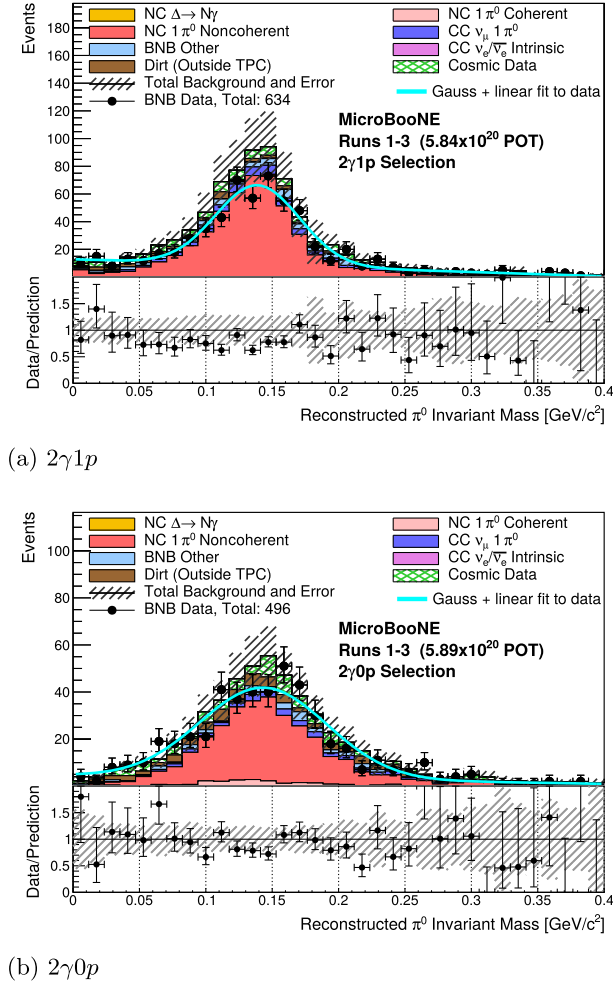 Events
NC Δ→ Nγ
NC 1π⁰ Coherent
NC 1π⁰ Noncoherent
CC νμ 1π⁰
BNB Other
CC νe/ν̅e Intrinsic
Dirt (Outside TPC)
Cosmic Data
Total Background and Error
BNB Data, Total: 634
Gauss + linear fit to data
MicroBooNE
Runs 1-3 (5.84x10²⁰ POT)
2γ1p Selection
160
140
120
100
80
60
40
20
Data/Prediction
1.5
1
0.5
0
0 0.05 0.1 0.15 0.2 0.25 0.3 0.35 0.4
Reconstructed π⁰ Invariant Mass [GeV/c²]
(a) 2γ1p
Events
NC Δ→ Nγ
NC 1π⁰ Coherent
NC 1π⁰ Noncoherent
CC νμ 1π⁰
BNB Other
CC νe/ν̅e Intrinsic
Dirt (Outside TPC)
Cosmic Data
Total Background and Error
BNB Data, Total: 496
Gauss + linear fit to data
MicroBooNE
Runs 1-3 (5.89x10²⁰ POT)
2γ0p Selection
100
80
60
40
20
Data/Prediction
1.5
1
0.5
0
0 0.05 0.1 0.15 0.2 0.25 0.3 0.35 0.4
Reconstructed π⁰ Invariant Mass [GeV/c²]
(b) 2γ0p